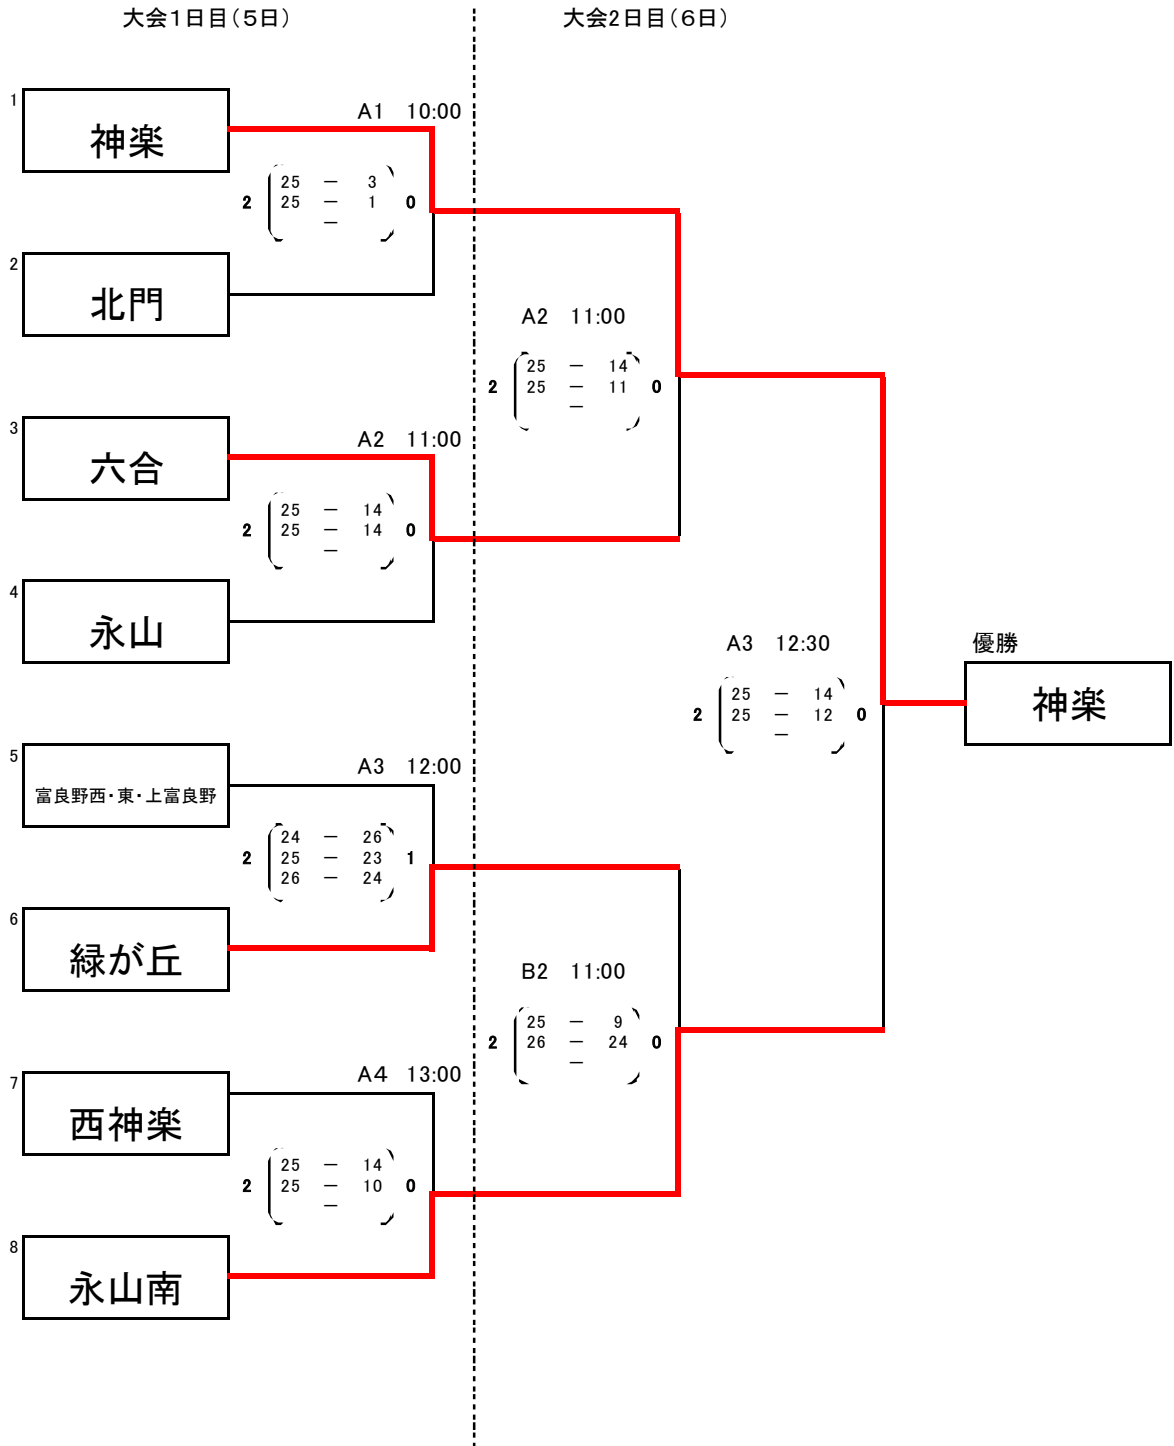 大会1日目(5日)
大会2日目(6日)
1
神楽
A1 10:00
2 25 － 3 0
25 － 1
－
2
北門
A2 11:00
2 25 － 14 0
25 － 11
－
3
六合
A2 11:00
2 25 － 14 0
25 － 14
－
4
永山
A3 12:30
2 25 － 14 0
25 － 12
－
優勝
神楽
5
富良野西・東・上富良野
A3 12:00
24 － 26
2 25 － 23 1
26 － 24
6
緑が丘
B2 11:00
25 － 9
2 26 － 24 0
－
7
西神楽
A4 13:00
25 － 14
2 25 － 10 0
－
8
永山南